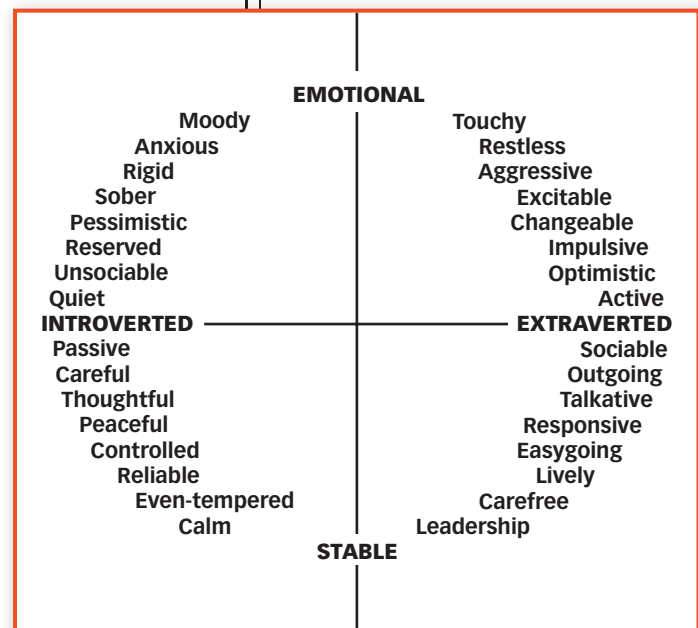 EMOTIONAL
Moody Touchy
Anxious Restless
Rigid Aggressive
Sober Excitable
Pessimistic Changeable
Reserved Impulsive
Unsociable Optimistic
Quiet Active
INTROVERTED EXTRAVERTED
Passive Sociable
Careful Outgoing
Thoughtful Talkative
Peaceful Responsive
Controlled Easygoing
Reliable Lively
Even-tempered Carefree
Calm Leadership
STABLE